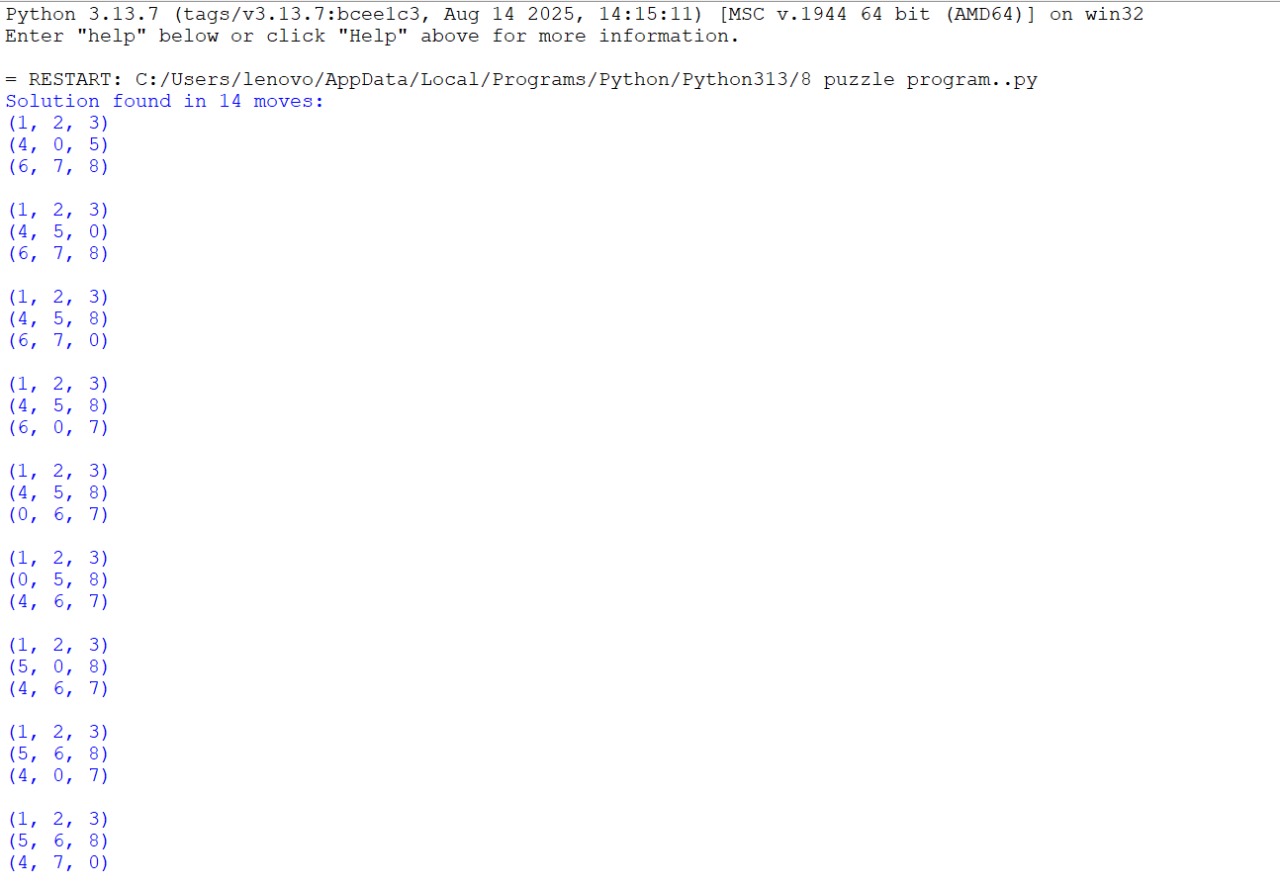 Python 3.13.7 (tags/v3.13.7:bcee1c3, Aug 14 2025, 14:15:11) [MSC v.1944 64 bit (AMD64)] on win32
Enter "help" below or click "Help" above for more information.
= RESTART: C:/Users/lenovo/AppData/Local/Programs/Python/Python313/8 puzzle program..py
Solution found in 14 moves:
(1, 2, 3)
(4, 0, 5)
(6, 7, 8)
(1, 2, 3)
(4, 5, 0)
(6, 7, 8)
(1, 2, 3)
(4, 5, 8)
(6, 7, 0)
(1, 2, 3)
(4, 5, 8)
(6, 0, 7)
(1, 2, 3)
(4, 5, 8)
(0, 6, 7)
(1, 2, 3)
(0, 5, 8)
(4, 6, 7)
(1, 2, 3)
(5, 0, 8)
(4, 6, 7)
(1, 2, 3)
(5, 6, 8)
(4, 0, 7)
(1, 2, 3)
(5, 6, 8)
(4, 7, 0)